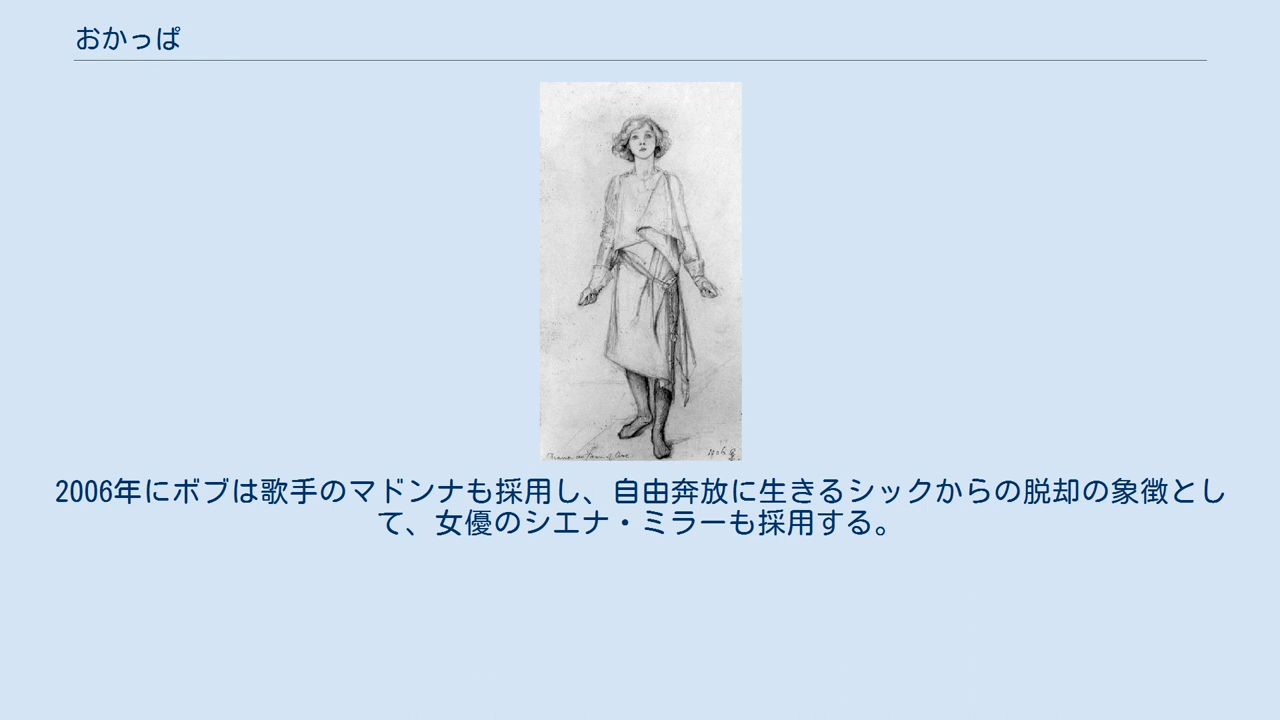 おかっぱ
2006年にボブは歌手のマドンナも採用し、自由奔放に生きるシックからの脱却の象徴とし
て、女優のシエナ・ミラーも採用する。